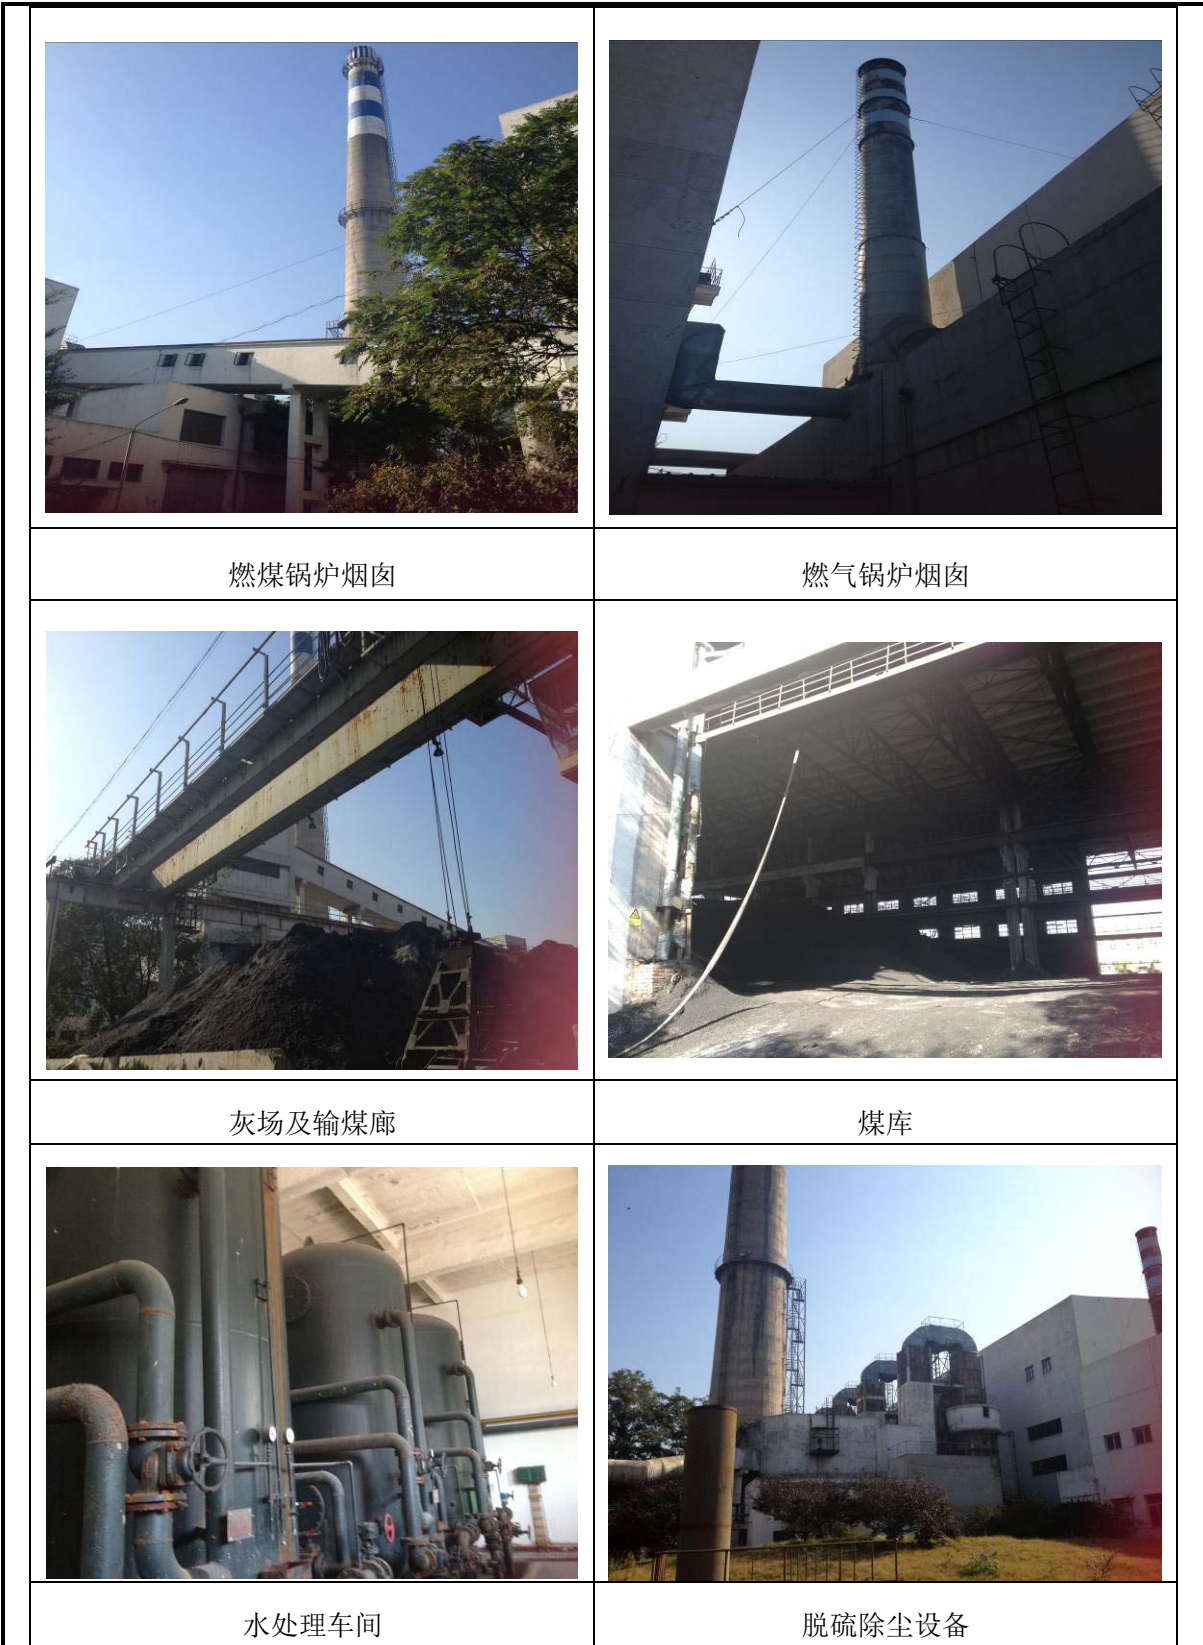 燃煤锅炉烟囱
燃气锅炉烟囱
灰场及输煤廊
煤库
水处理车间
脱硫除尘设备